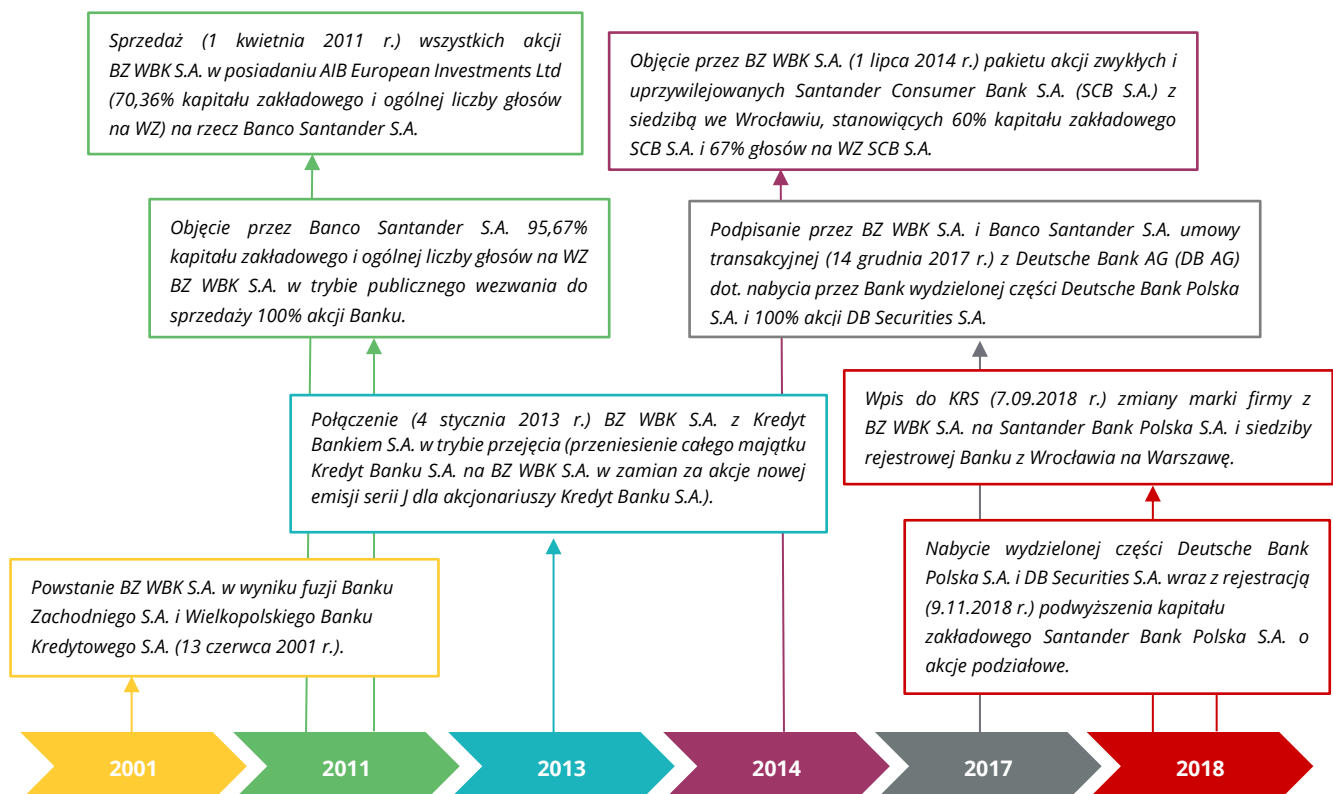 Sprzedaż (1 kwietnia 2011 r.) wszystkich akcji
BZ WBK S.A. w posiadaniu AIB European Investments Ltd
(70,36% kapitału zakładowego i ogólnej liczby głosów
na WZ) na rzecz Banco Santander S.A.
Objęcie przez BZ WBK S.A. (1 lipca 2014 r.) pakietu akcji zwykłych i
uprzywilejowanych Santander Consumer Bank S.A. (SCB S.A.) z
siedzibą we Wrocławiu, stanowiących 60% kapitału zakładowego
SCB S.A. i 67% głosów na WZ SCB S.A.
Objęcie przez Banco Santander S.A. 95,67%
kapitału zakładowego i ogólnej liczby głosów na WZ
BZ WBK S.A. w trybie publicznego wezwania do
sprzedaży 100% akcji Banku.
Podpisanie przez BZ WBK S.A. i Banco Santander S.A. umowy
transakcyjnej (14 grudnia 2017 r.) z Deutsche Bank AG (DB AG)
dot. nabycia przez Bank wydzielonej części Deutsche Bank Polska
S.A. i 100% akcji DB Securities S.A.
Połączenie (4 stycznia 2013 r.) BZ WBK S.A. z Kredyt
Bankiem S.A. w trybie przejęcia (przeniesienie całego majątku
Kredyt Banku S.A. na BZ WBK S.A. w zamian za akcje nowej
emisji serii J dla akcjonariuszy Kredyt Banku S.A.).
Wpis do KRS (7.09.2018 r.) zmiany marki firmy z
BZ WBK S.A. na Santander Bank Polska S.A. i siedziby
rejestrowej Banku z Wrocławia na Warszawę.
Powstanie BZ WBK S.A. w wyniku fuzji Banku
Zachodniego S.A. i Wielkopolskiego Banku
Kredytowego S.A. (13 czerwca 2001 r.).
Nabycie wydzielonej części Deutsche Bank
Polska S.A. i DB Securities S.A. wraz z rejestracją
(9.11.2018 r.) podwyższenia kapitału
zakładowego Santander Bank Polska S.A. o
akcje podziałowe.
2001
2011
2013
2014
2017
2018